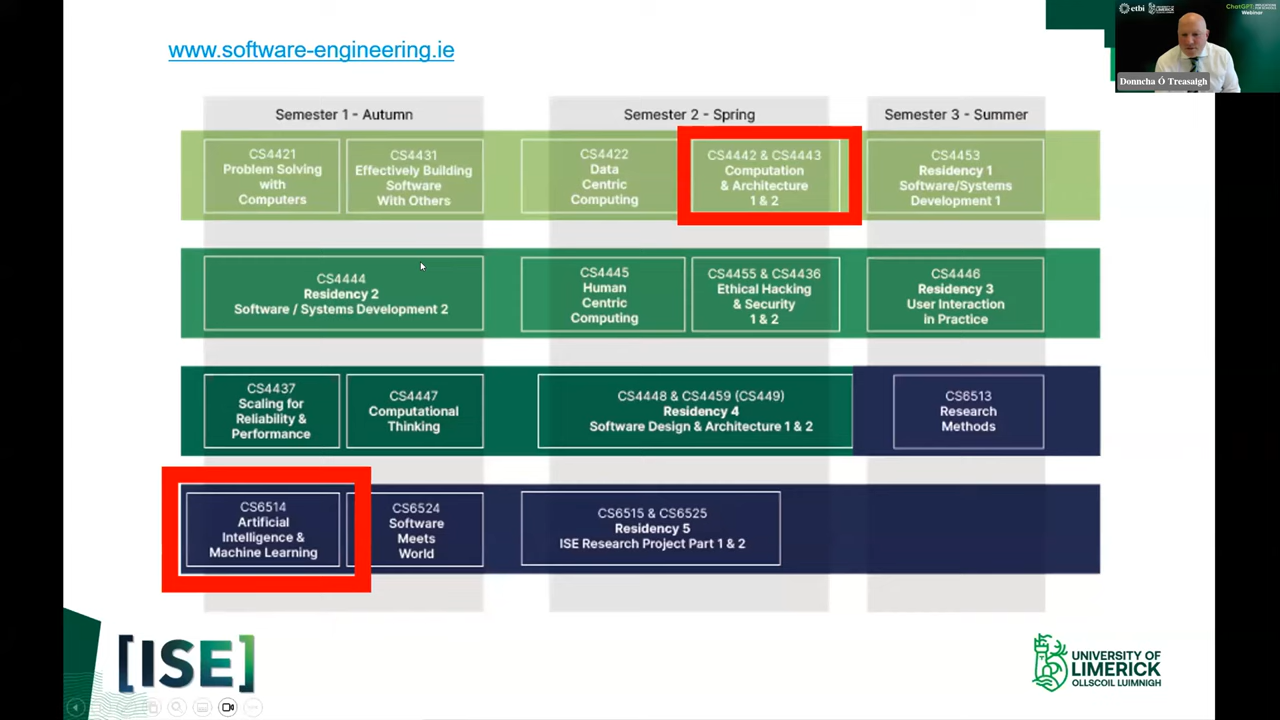 www.software-engineering.ie
etbi
UNIVERSITY OF
LIMERICK
ChatGPT:
Webinar
Donncha Ó Treasaigh
Semester 1 - Autumn
Semester 2 - Spring
Semester 3 - Summer
CS4421
Problem Solving
with
Computers
CS4431
Effectively Building
Software
With Others
CS4422
Data
Centric
Computing
CS4442 & CS4443
Computation
& Architecture
1 & 2
CS4453
Residency 1
Software/Systems
Development 1
CS4444
Residency 2
Software / Systems Development 2
CS4445
Human
Centric
Computing
CS4455 & CS4436
Ethical Hacking
& Security
1 & 2
CS4446
Residency 3
User Interaction
in Practice
CS4437
Scaling for
Reliability &
Performance
CS4447
Computational
Thinking
CS4448 & CS4459 (CS449)
Residency 4
Software Design & Architecture 1 & 2
CS6513
Research
Methods
CS6514
Artificial
Intelligence &
Machine Learning
CS6524
Software
Meets
World
CS6515 & CS6525
Residency 5
ISE Research Project Part 1 & 2
[ISE]
UNIVERSITY OF
LIMERICK
OLLSCOIL LUIMNIGH